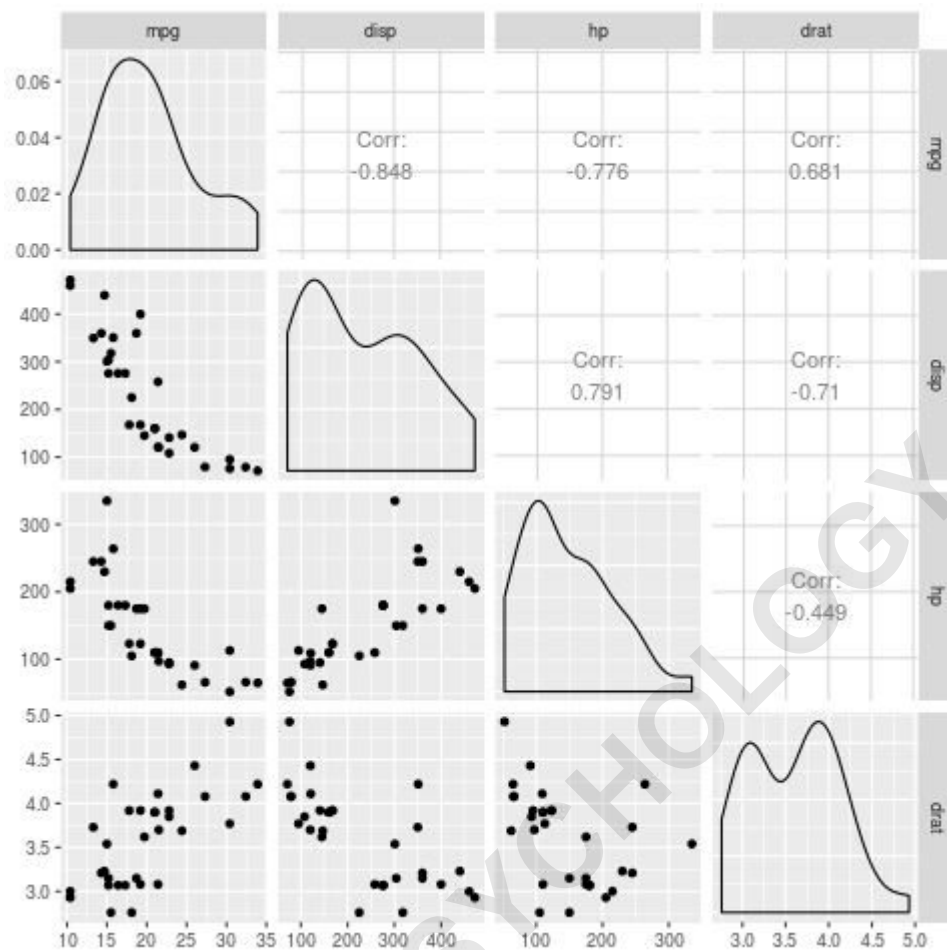 mpg disp hp drat
0.06
0.04
0.02
0.00
Corr:
-0.848
Corr:
-0.776
Corr:
0.681
mpg
400
300
200
100
Corr:
0.791
Corr:
-0.71
disp
300
200
100
Corr:
-0.449
hp
5.0
4.5
4.0
3.5
3.0
drat
10 15 20 25 30 35 100 200 300 400 100 200 300 3.0 3.5 4.0 4.5 5.0
SYCHOLOGY